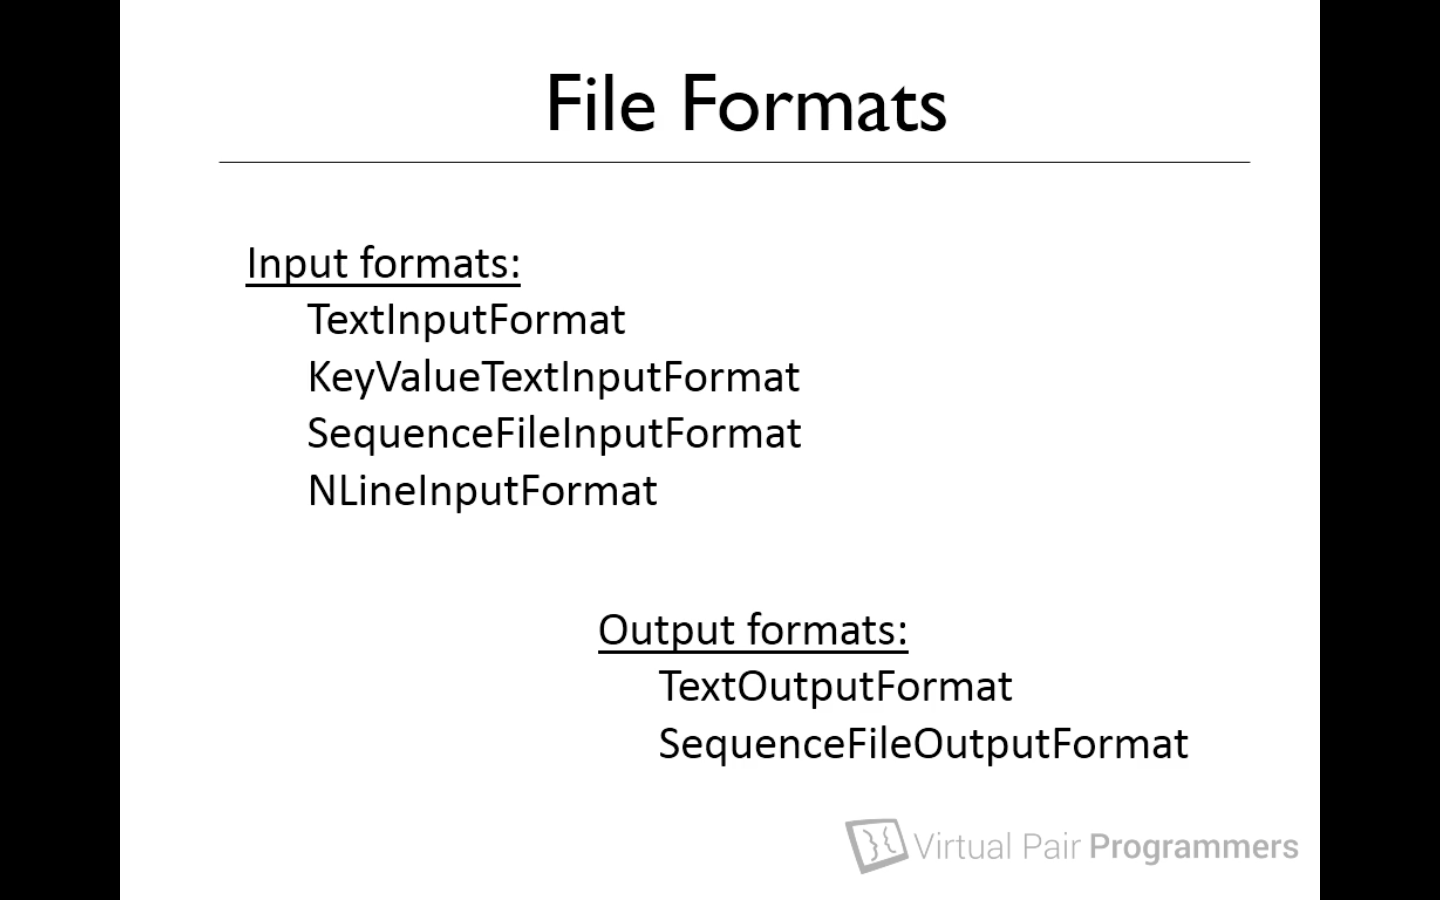 File Formats
Input formats:
TextInputFormat
KeyValueTextInputFormat
SequenceFileInputFormat
NLineInputFormat
Output formats:
TextOutputFormat
SequenceFileOutputFormat
Virtual Pair Programmers